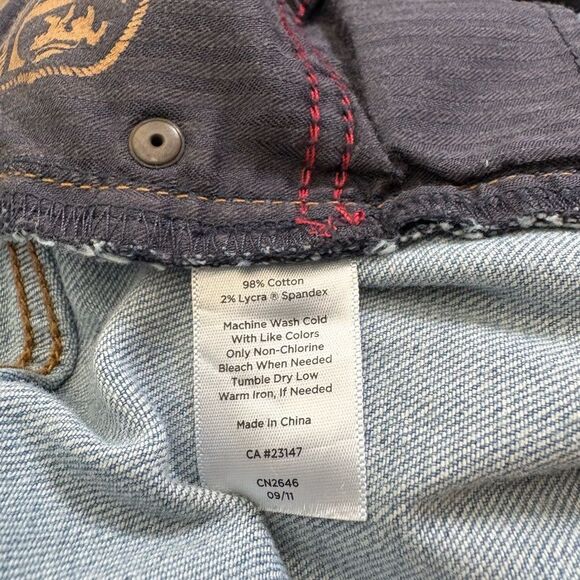 98% Cotton
2% Lycra ® Spandex
Machine Wash Cold
With Like Colors
Only Non-Chlorine
Bleach When Needed
Tumble Dry Low
Warm Iron, If Needed
Made In China
CA #23147
CN2646
09/11